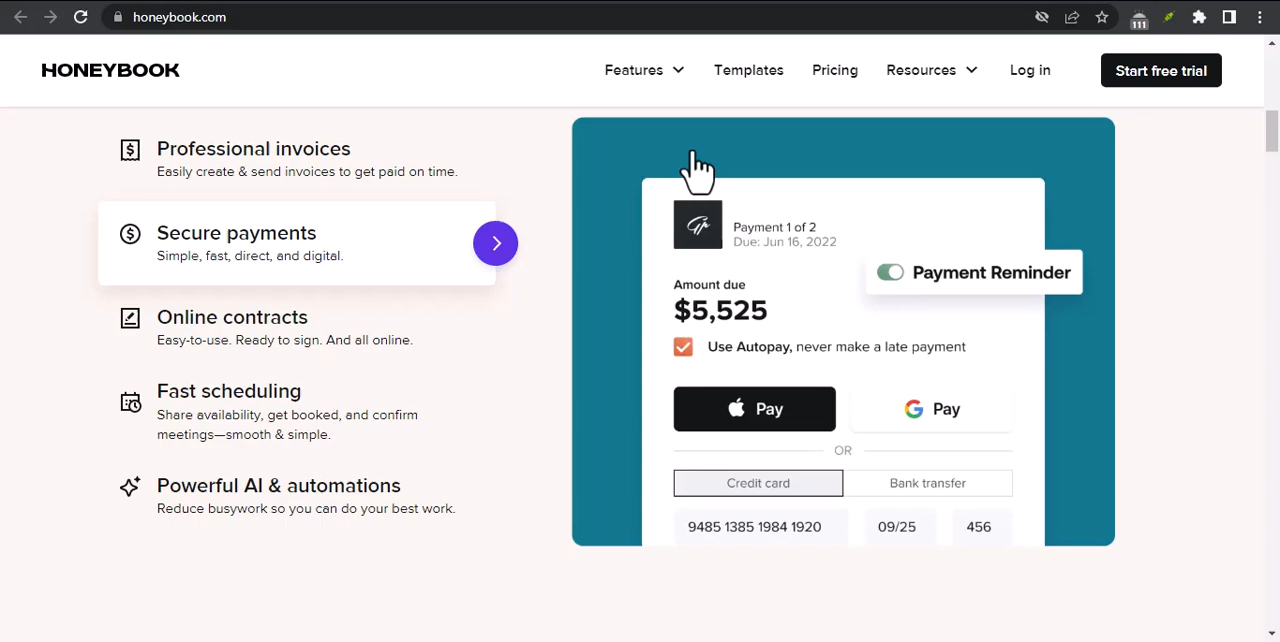 honeybook.com
111
HONEYBOOK
Features
Templates
Pricing
Resources
Log in
Start free trial
Professional invoices
Easily create & send invoices to get paid on time.
Secure payments
Simple, fast, direct, and digital.
Online contracts
Easy-to-use. Ready to sign. And all online.
Fast scheduling
Share availability, get booked, and confirm
meetings—smooth & simple.
Powerful AI & automations
Reduce busywork so you can do your best work.
Payment 1 of 2
Due: Jun 16, 2022
Payment Reminder
Amount due
$5,525
Use Autopay, never make a late payment
Pay
G Pay
OR
Credit card
Bank transfer
9485 1385 1984 1920
09/25
456